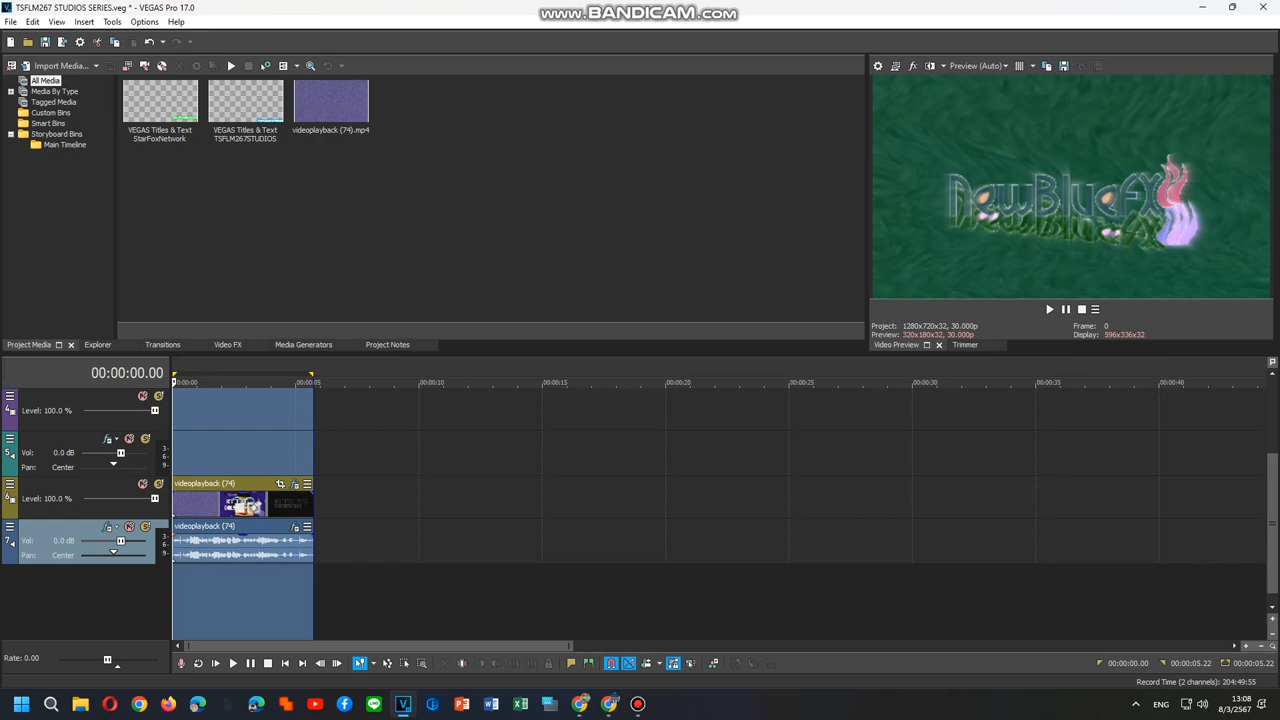 TSFLM267 STUDIOS SERIES.veg * - VEGAS Pro 17.0
www.BANDICAM.com
File Edit View Insert Tools Options Help
Import Media...
Preview (Auto)
All Media
Media By Type
Tagged Media
Custom Bins
Smart Bins
Storyboard Bins
Main Timeline
VEGAS Titles & Text StarFoxNetwork
VEGAS Titles & Text TSFLM267STUDIOS
videoplayback (74).mp4
NewBlueFX
Project: 1280x720x32, 30.000p
Frame: 0
Preview: 320x180x32, 30.000p
Display: 596x336x32
Project Media Explorer Transitions Video FX Media Generators Project Notes
Video Preview Trimmer
00:00:00.00
00:00:05 00:00:10 00:00:15 00:00:20 00:00:25 00:00:30 00:00:35 00:00:40
4 Level: 100.0 %
5 Vol: 0.0 dB
Pan: Center
6 Level: 100.0 %
videoplayback (74)
7 Vol: 0.0 dB
Pan: Center
videoplayback (74)
Rate: 0.00
00:00:00.00 00:00:05.22 00:00:05.22
Record Time (2 channels): 204:49:55
ENG
13:08
8/3/2567